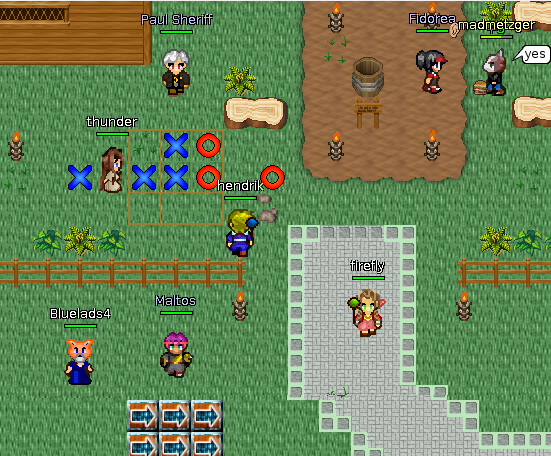 Paul Sheriff
Fidorea
madmetzger
yes
thunder
hendrik
firefly
Bluelads4
Maltos